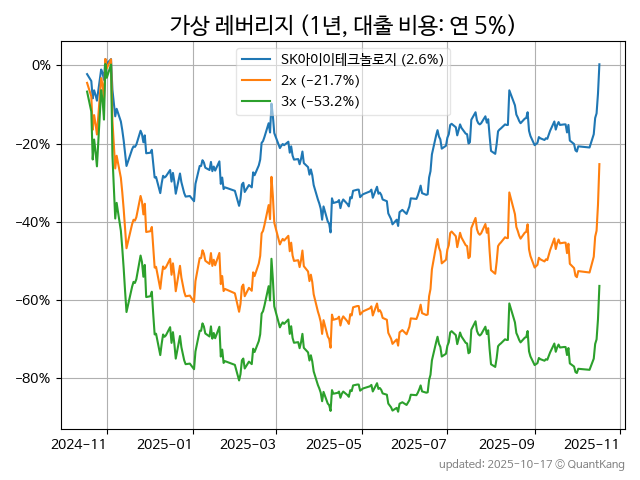 가상 레버리지 (1년, 대출 비용: 연 5%)
SK아이이테크놀로지 (2.6%)
2x (−21.7%)
3x (−53.2%)
0%
−20%
−40%
−60%
−80%
2024-11 2025-01 2025-03 2025-05 2025-07 2025-09 2025-11
updated: 2025-10-17 © QuantKang